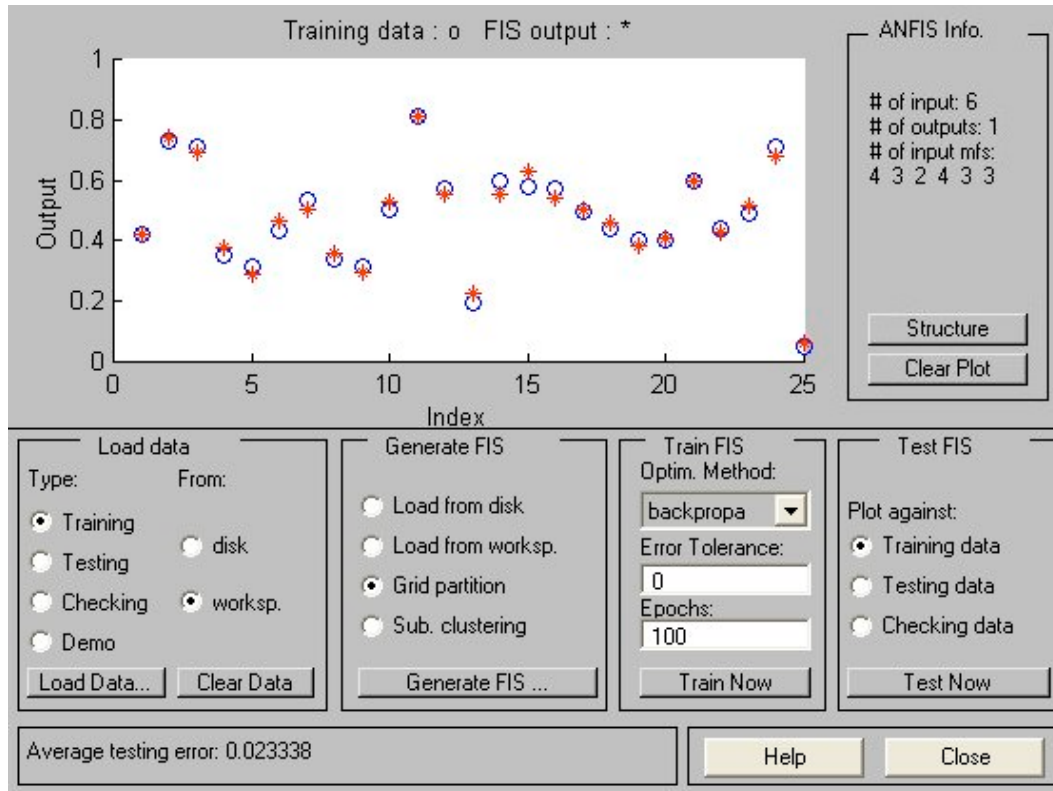 Training data : o   FIS output : *
1
0.8
0.6
0.4
0.2
0
Output
0 5 10 15 20 25
Index
ANFIS Info.
# of input: 6
# of outputs: 1
# of input mfs:
4 3 2 4 3 3
Structure
Clear Plot
Load data
Type:
From:
Training
Testing
Checking
Demo
disk
worksp.
Load Data...
Clear Data
Generate FIS
Load from disk
Load from worksp.
Grid partition
Sub. clustering
Generate FIS ...
Train FIS
Optim. Method:
backpropa
Error Tolerance:
0
Epochs:
100
Train Now
Test FIS
Plot against:
Training data
Testing data
Checking data
Test Now
Average testing error: 0.023338
Help
Close